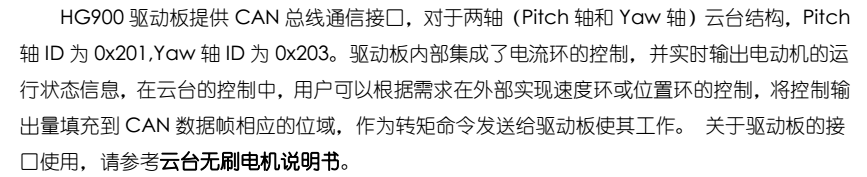 HG900 驱动板提供 CAN 总线通信接口，对于两轴（Pitch 轴和 Yaw 轴）云台结构，Pitch
轴 ID 为 0x201,Yaw 轴 ID 为 0x203。驱动板内部集成了电流环的控制，并实时输出电动机的运
行状态信息，在云台的控制中，用户可以根据需求在外部实现速度环或位置环的控制，将控制输
出量填充到 CAN 数据帧相应的位域，作为转矩命令发送给驱动板使其工作。 关于驱动板的接
口使用，请参考云台无刷电机说明书。